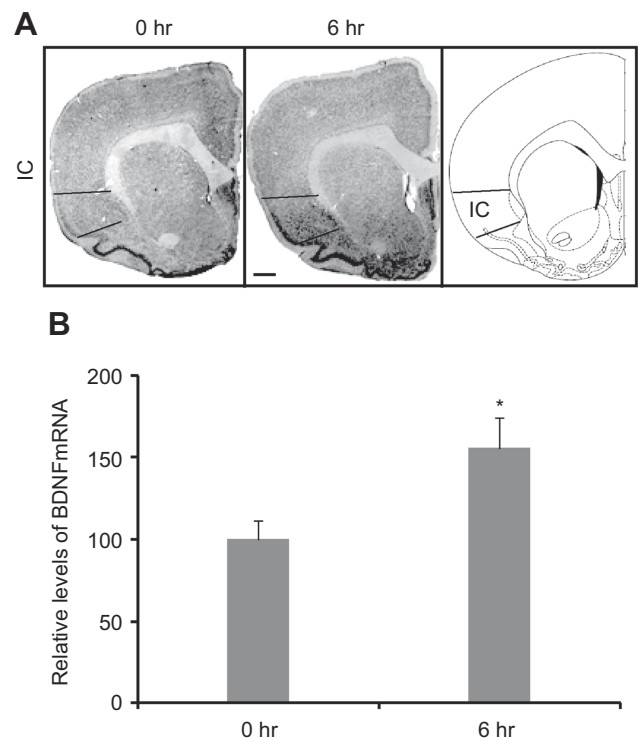 A
0 hr
6 hr
IC
IC
B
Relative levels of BDNFmRNA
200
150
100
50
0
*
0 hr
6 hr